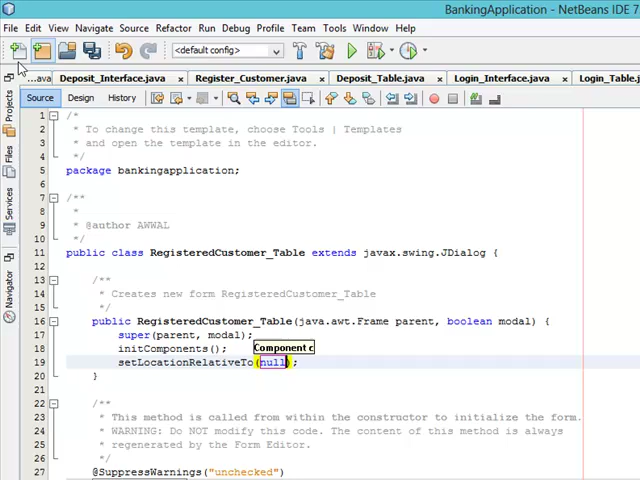 BankingApplication - NetBeans IDE 7
File Edit View Navigate Source Refactor Run Debug Profile Team Tools Window Help
<default config>
...ava Deposit_Interface.java Register_Customer.java Deposit_Table.java Login_Interface.java Login_Table.
Source Design History
Projects
Files
Services
Navigator
1 /*
2 * To change this template, choose Tools | Templates
3 * and open the template in the editor.
4 */
5 package bankingapplication;
6
7 /**
8 *
9 * @author AWWAL
10 */
11 public class RegisteredCustomer_Table extends javax.swing.JDialog {
12
13 /**
14 * Creates new form RegisteredCustomer_Table
15 */
16 public RegisteredCustomer_Table(java.awt.Frame parent, boolean modal) {
17 super(parent, modal);
18 initComponents();
Component c
19 setLocationRelativeTo(null);
20 }
21
22 /**
23 * This method is called from within the constructor to initialize the form.
24 * WARNING: Do NOT modify this code. The content of this method is always
25 * regenerated by the Form Editor.
26 */
27 @SuppressWarnings("unchecked")